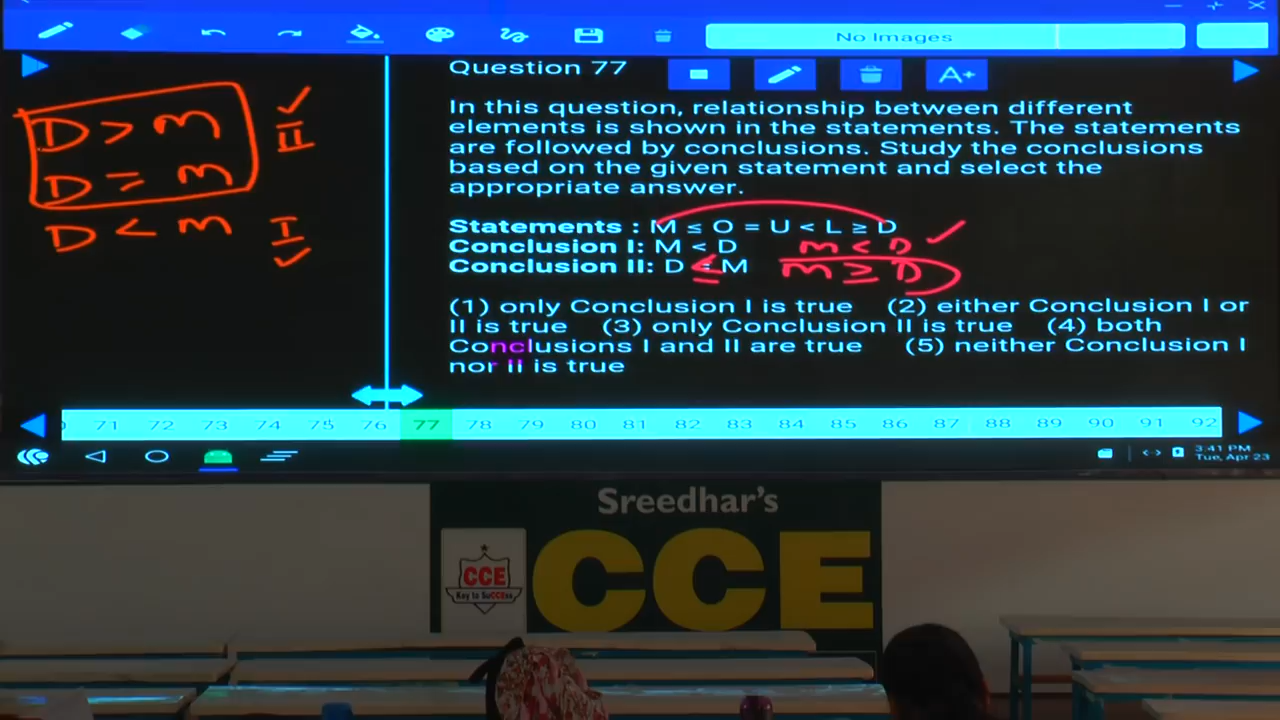 No Images
Question 77
A+
In this question, relationship between different
elements is shown in the statements. The statements
are followed by conclusions. Study the conclusions
based on the given statement and select the
appropriate answer.
Statements : M ≤ O = U < L ≥ D
Conclusion I: M < D
m < D
Conclusion II: D ≤ M
m ≥ D
(1) only Conclusion I is true (2) either Conclusion I or
II is true (3) only Conclusion II is true (4) both
Conclusions I and II are true (5) neither Conclusion I
nor II is true
D > m
II
D = m
D < m
I
71 72 73 74 75 76 77 78 79 80 81 82 83 84 85 86 87 88 89 90 91 92
3:41 PM
Tue, Apr 23
Sreedhar's
CCE
CCE
Key to SuCCEss